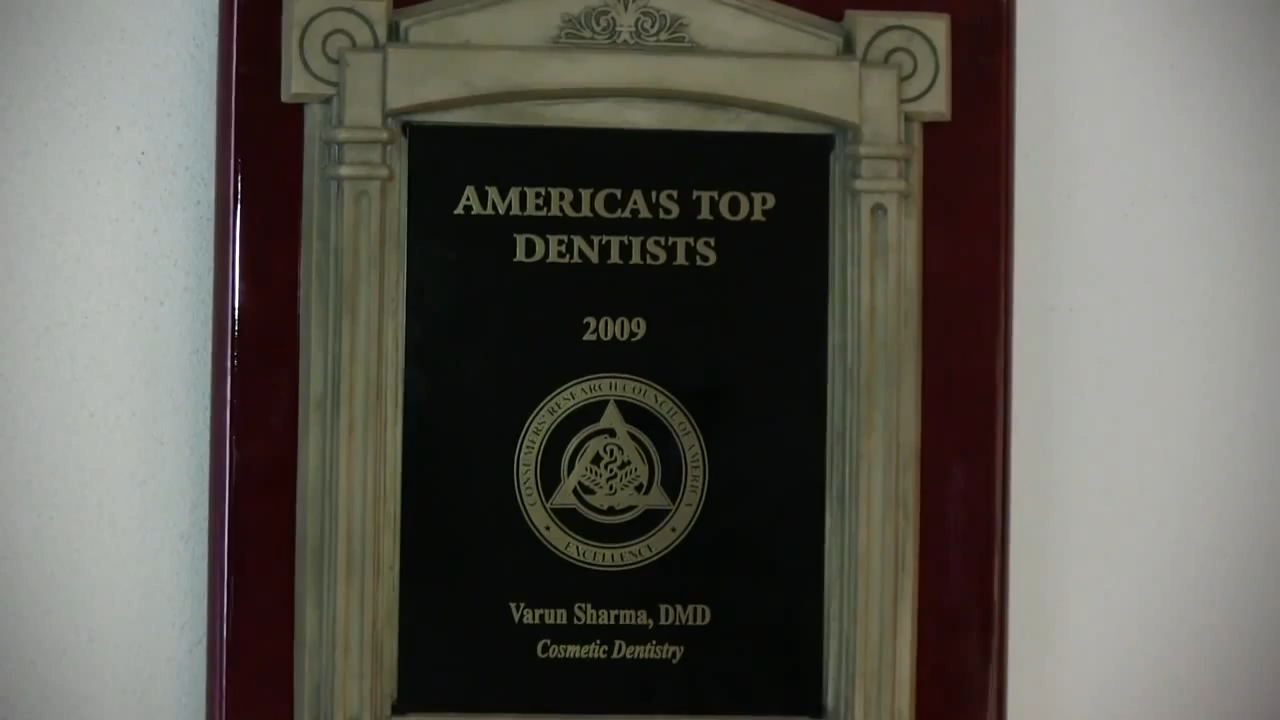 AMERICA'S TOP
DENTISTS
2009
CONSUMERS' RESEARCH COUNCIL OF AMERICA
EXCELLENCE
Varun Sharma, DMD
Cosmetic Dentistry